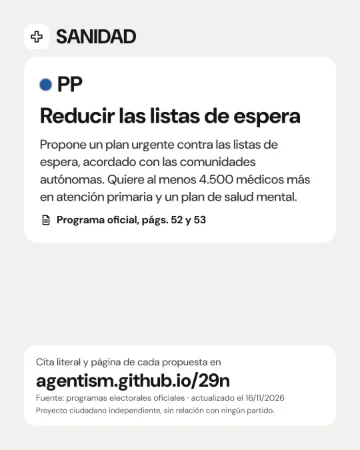 SANIDAD
PP
Reducir las listas de espera
Propone un plan urgente contra las listas de
espera, acordado con las comunidades
autónomas. Quiere al menos 4.500 médicos más
en atención primaria y un plan de salud mental.
Programa oficial, págs. 52 y 53
Cita literal y página de cada propuesta en
agentism.github.io/29n
Fuente: programas electorales oficiales · actualizado el 16/11/2026
Proyecto ciudadano independiente, sin relación con ningún partido.